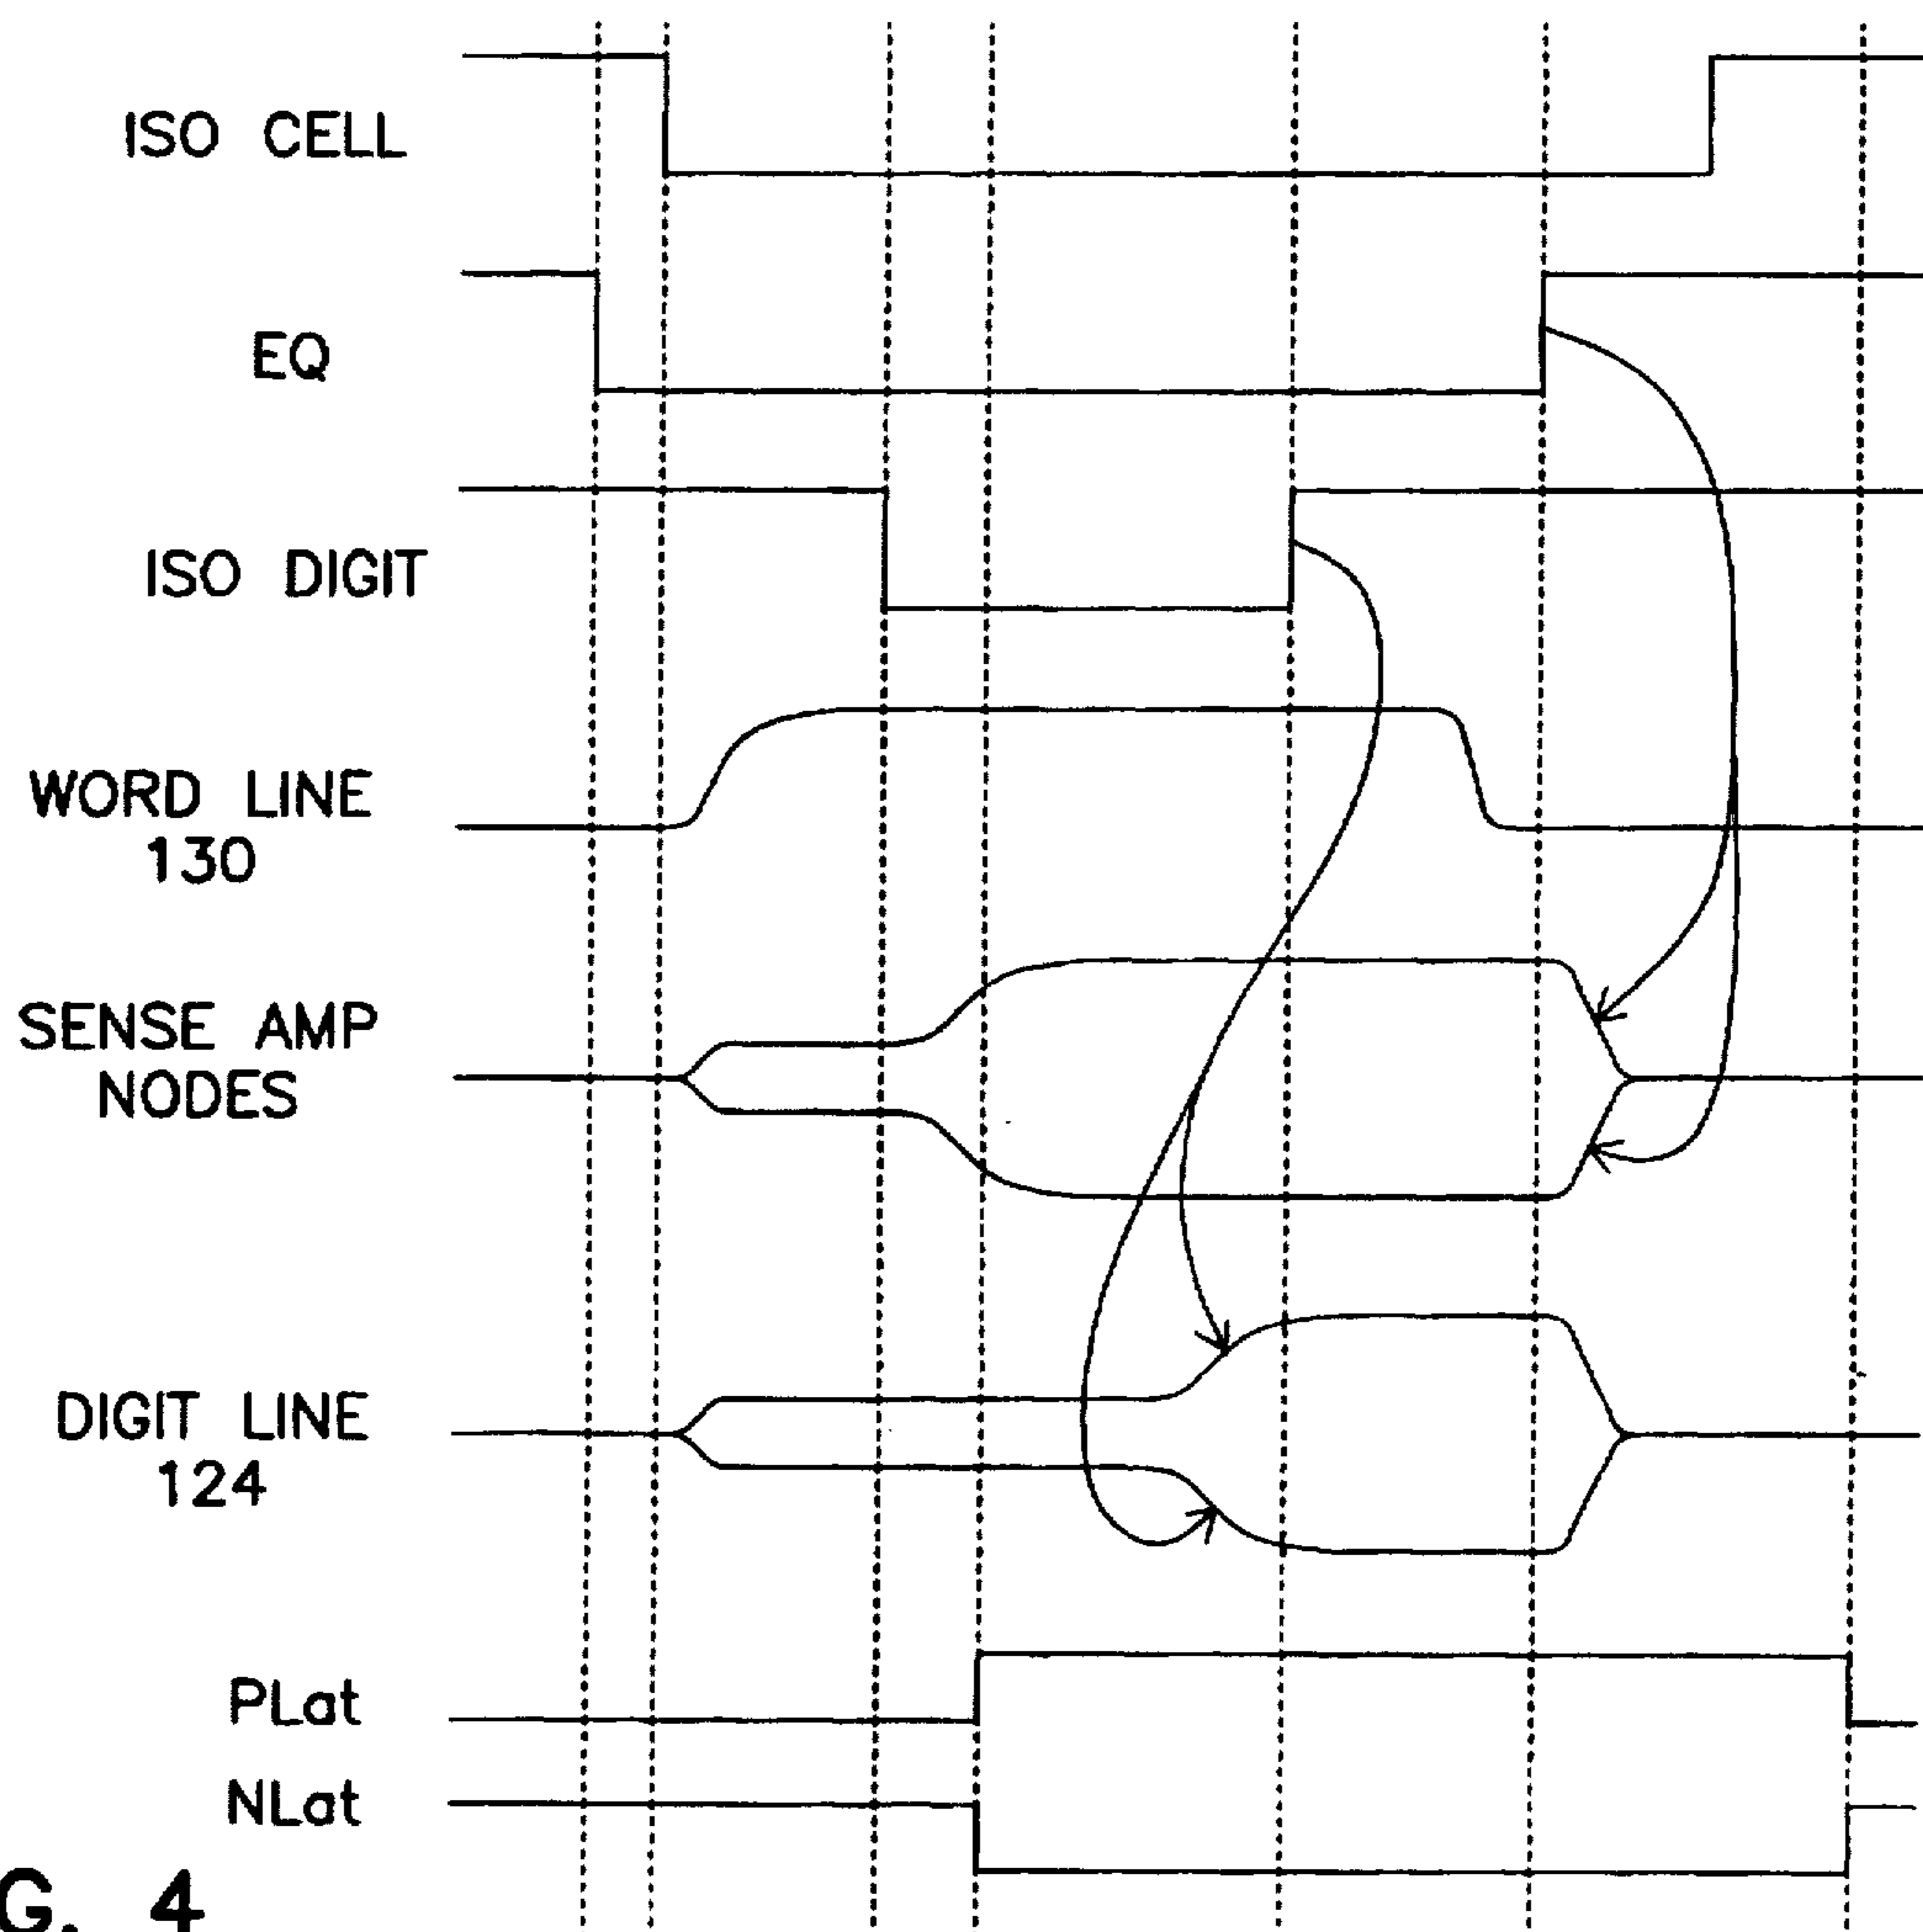 ISO CELL
EQ
ISO DIGIT
WORD LINE
130
SENSE AMP
NODES
DIGIT LINE
124
PLat
NLat
G. 4